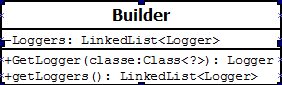 Builder
-Loggers: LinkedList<Logger>
+GetLogger(classe:Class<?>): Logger
+getLoggers(): LinkedList<Logger>